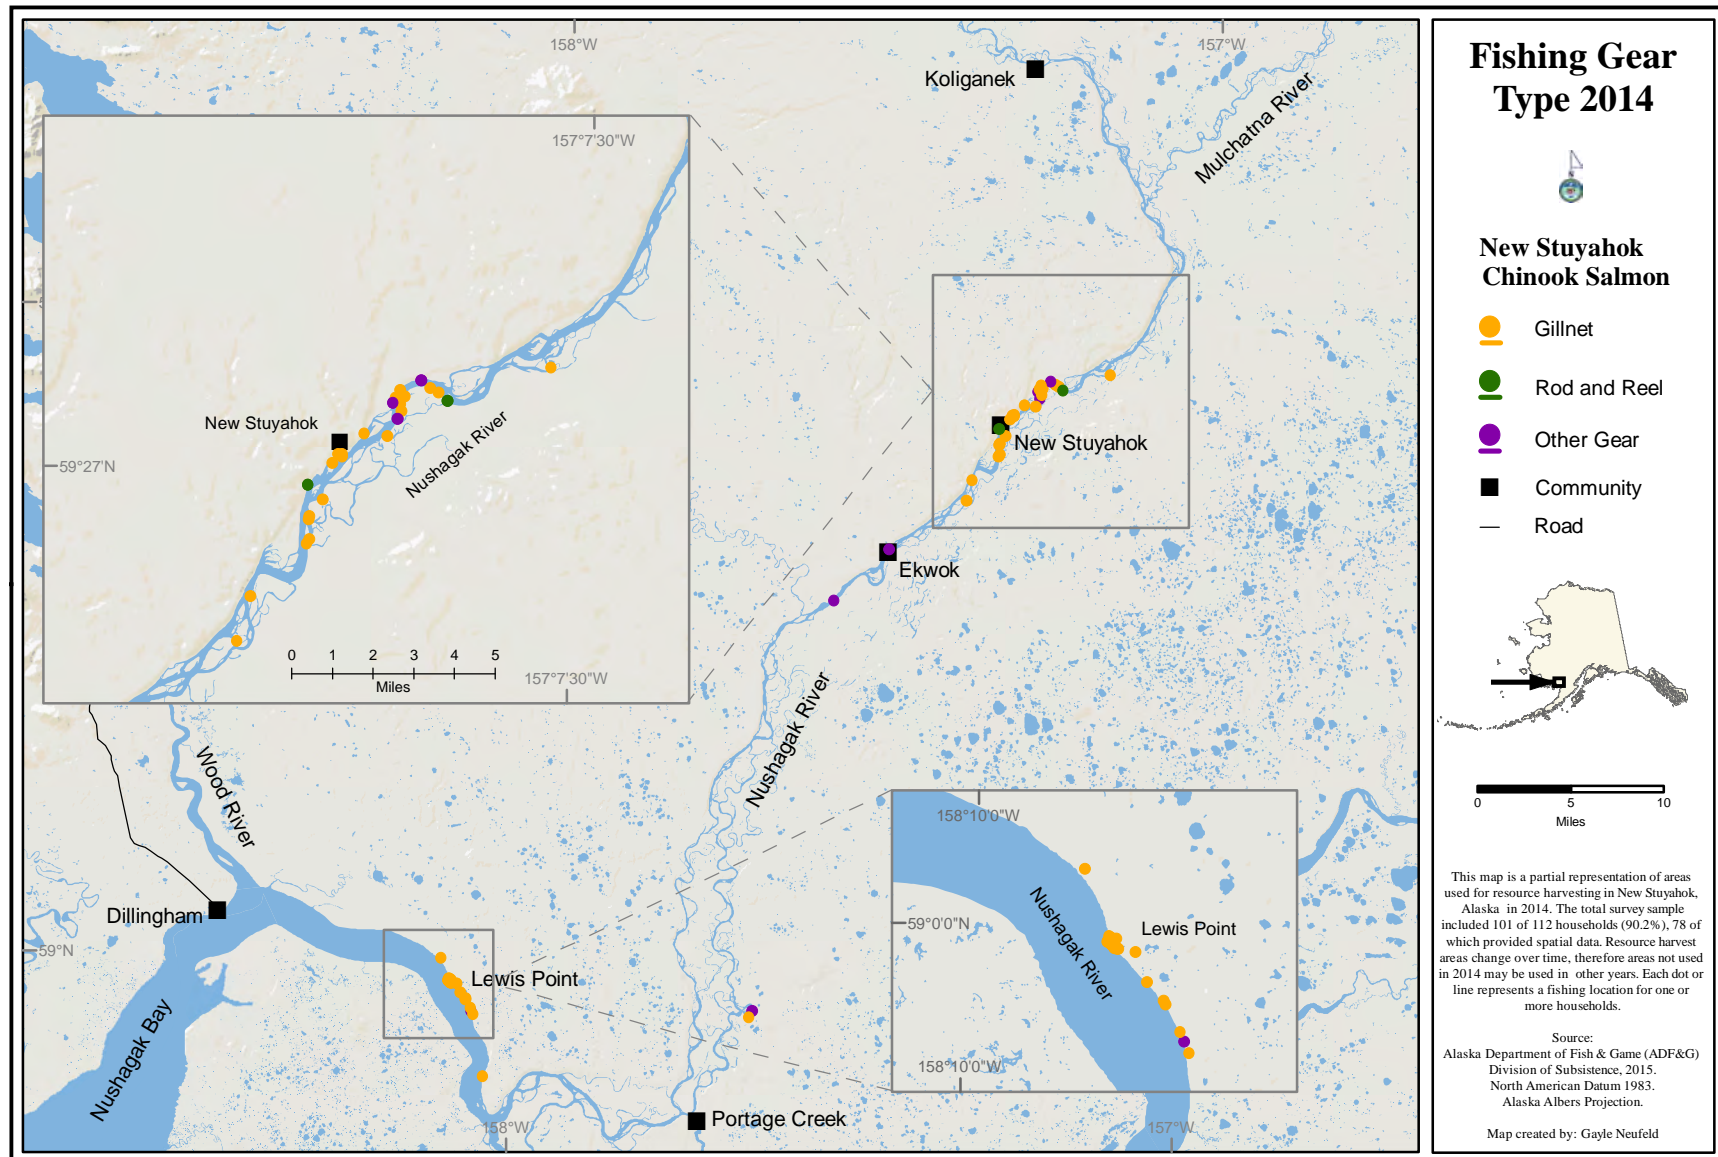 158°W
157°W
Koliganek
Mulchatna River
157°7'30"W
New Stuyahok
Nushagak River
59°27'N
0 1 2 3 4 5
Miles
157°7'30"W
New Stuyahok
Ekwok
Nushagak River
Wood River
Dillingham
59°N
Nushagak Bay
Lewis Point
Portage Creek
158°W
157°W
158°10'0"W
59°0'0"N
Nushagak River
Lewis Point
158°10'0"W
Fishing Gear
Type 2014
New Stuyahok
Chinook Salmon
Gillnet
Rod and Reel
Other Gear
Community
Road
0 5 10
Miles
This map is a partial representation of areas
used for resource harvesting in New Stuyahok,
Alaska in 2014. The total survey sample
included 101 of 112 households (90.2%), 78 of
which provided spatial data. Resource harvest
areas change over time, therefore areas not used
in 2014 may be used in other years. Each dot or
line represents a fishing location for one or
more households.
Source:
Alaska Department of Fish & Game (ADF&G)
Division of Subsistence, 2015.
North American Datum 1983.
Alaska Albers Projection.
Map created by: Gayle Neufeld